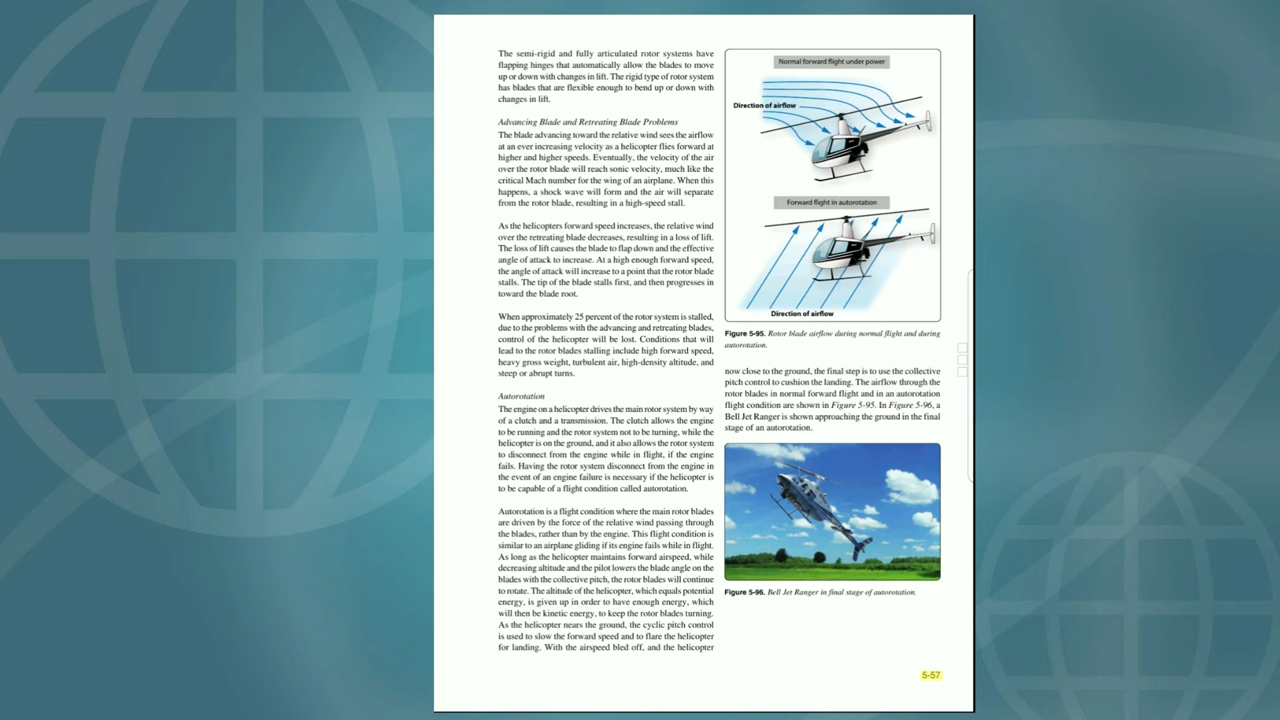 The semi-rigid and fully articulated rotor systems have
flapping hinges that automatically allow the blades to move
up or down with changes in lift. The rigid type of rotor system
has blades that are flexible enough to bend up or down with
changes in lift.
Advancing Blade and Retreating Blade Problems
The blade advancing toward the relative wind sees the airflow
at an ever increasing velocity as a helicopter flies forward at
higher and higher speeds. Eventually, the velocity of the air
over the rotor blade will reach sonic velocity, much like the
critical Mach number for the wing of an airplane. When this
happens, a shock wave will form and the air will separate
from the rotor blade, resulting in a high-speed stall.
As the helicopters forward speed increases, the relative wind
over the retreating blade decreases, resulting in a loss of lift.
The loss of lift causes the blade to flap down and the effective
angle of attack to increase. At a high enough forward speed,
the angle of attack will increase to a point that the rotor blade
stalls. The tip of the blade stalls first, and then progresses in
toward the blade root.
When approximately 25 percent of the rotor system is stalled,
due to the problems with the advancing and retreating blades,
control of the helicopter will be lost. Conditions that will
lead to the rotor blades stalling include high forward speed,
heavy gross weight, turbulent air, high-density altitude, and
steep or abrupt turns.
Autorotation
The engine on a helicopter drives the main rotor system by way
of a clutch and a transmission. The clutch allows the engine
to be running and the rotor system not to be turning, while the
helicopter is on the ground, and it also allows the rotor system
to disconnect from the engine while in flight, if the engine
fails. Having the rotor system disconnect from the engine in
the event of an engine failure is necessary if the helicopter is
to be capable of a flight condition called autorotation.
Autorotation is a flight condition where the main rotor blades
are driven by the force of the relative wind passing through
the blades, rather than by the engine. This flight condition is
similar to an airplane gliding if its engine fails while in flight.
As long as the helicopter maintains forward airspeed, while
decreasing altitude and the pilot lowers the blade angle on the
blades with the collective pitch, the rotor blades will continue
to rotate. The altitude of the helicopter, which equals potential
energy, is given up in order to have enough energy, which
will then be kinetic energy, to keep the rotor blades turning.
As the helicopter nears the ground, the cyclic pitch control
is used to slow the forward speed and to flare the helicopter
for landing. With the airspeed bled off, and the helicopter
Normal forward flight under power
Direction of airflow
Forward flight in autorotation
Direction of airflow
Figure 5-95. Rotor blade airflow during normal flight and during
autorotation.
now close to the ground, the final step is to use the collective
pitch control to cushion the landing. The airflow through the
rotor blades in normal forward flight and in an autorotation
flight condition are shown in Figure 5-95. In Figure 5-96, a
Bell Jet Ranger is shown approaching the ground in the final
stage of an autorotation.
Figure 5-96. Bell Jet Ranger in final stage of autorotation.
5-57